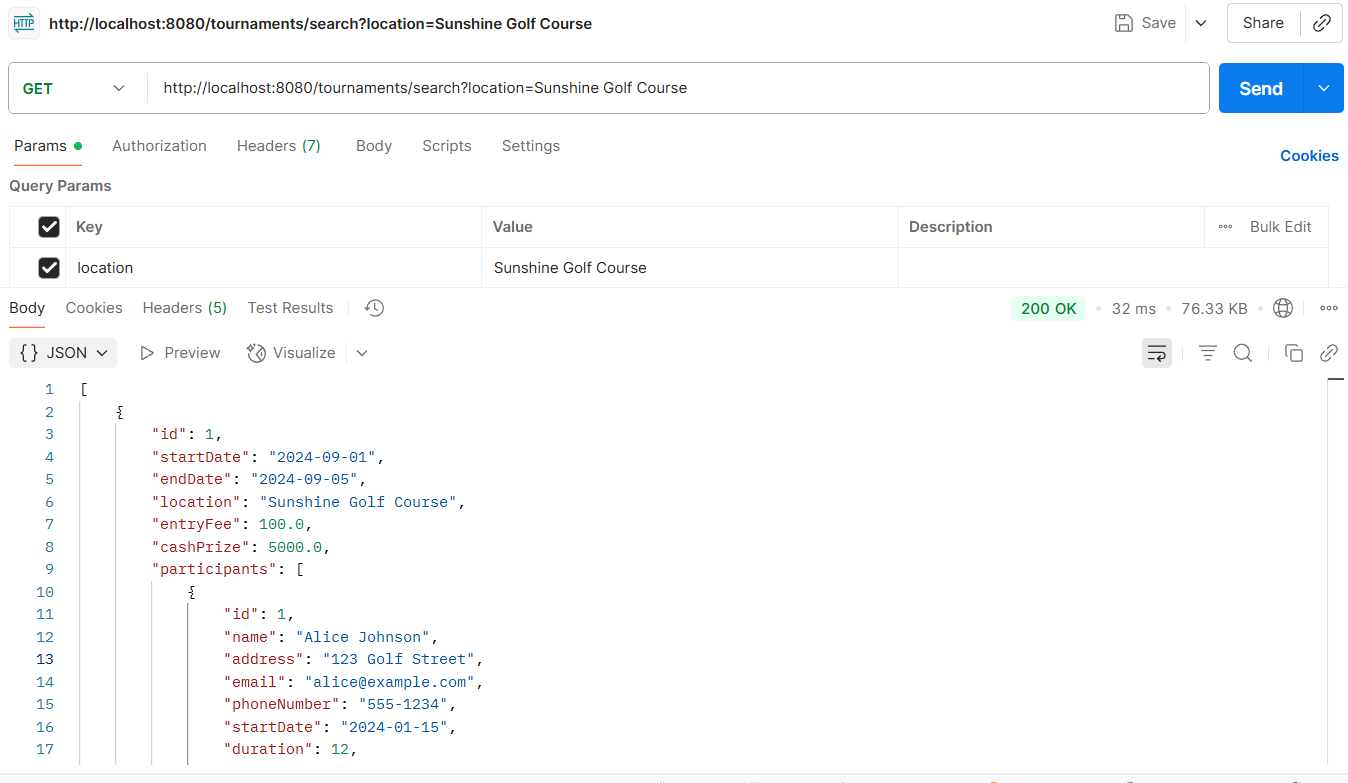 HTTP http://localhost:8080/tournaments/search?location=Sunshine Golf Course Save Share
GET http://localhost:8080/tournaments/search?location=Sunshine Golf Course Send
Params Authorization Headers (7) Body Scripts Settings Cookies
Query Params
Key Value Description Bulk Edit
location Sunshine Golf Course
Body Cookies Headers (5) Test Results 200 OK 32 ms 76.33 KB
{} JSON Preview Visualize
1 [
2 {
3 "id": 1,
4 "startDate": "2024-09-01",
5 "endDate": "2024-09-05",
6 "location": "Sunshine Golf Course",
7 "entryFee": 100.0,
8 "cashPrize": 5000.0,
9 "participants": [
10 {
11 "id": 1,
12 "name": "Alice Johnson",
13 "address": "123 Golf Street",
14 "email": "alice@example.com",
15 "phoneNumber": "555-1234",
16 "startDate": "2024-01-15",
17 "duration": 12,